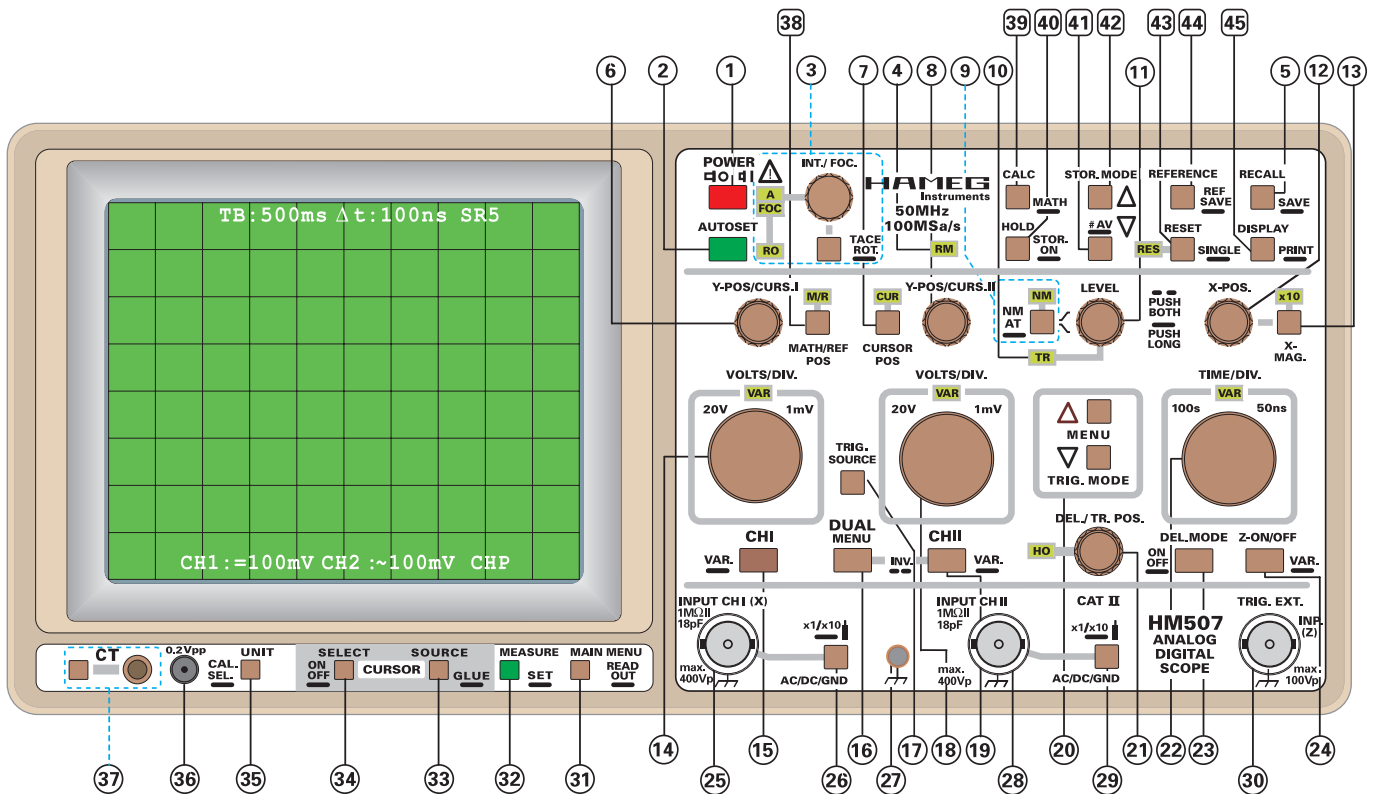 38 39 40 41 42 43 44 45
6 2 1 3 7 4 8 9 10 11 5 12 13
POWER
INT./ FOC.
A
FOC
RO
AUTOSET
TACE
ROT.
HAMEG
Instruments
50MHz
100MSa/s
RM
CALC
MATH
HOLD
STOR.
ON
STOR. MODE
# AV
REFERENCE
REF
SAVE
RES
RESET
SINGLE
RECALL
SAVE
DISPLAY
PRINT
TB:500ms Δt:100ns SR5
CH1:=100mV CH2:~100mV CHP
Y-POS/CURS.I
M/R
MATH/REF
POS
CUR
CURSOR
POS
Y-POS/CURS.II
NM
AT
NM
LEVEL
TR
PUSH
BOTH
PUSH
LONG
X-POS.
x10
X-
MAG.
VOLTS/DIV.
VAR
20V 1mV
TRIG.
SOURCE
VOLTS/DIV.
VAR
20V 1mV
MENU
TRIG. MODE
TIME/DIV.
VAR
100s 50ns
CHI
VAR.
DUAL
MENU
INV.
CHII
VAR.
DEL./ TR. POS.
HO
ON
OFF
DEL.MODE
Z-ON/OFF
VAR.
INPUT CHI (X)
1MΩII
18pF
max.
400Vp
x1/x10
AC/DC/GND
INPUT CHII
1MΩII
18pF
max.
400Vp
CAT II
x1/x10
AC/DC/GND
HM507
ANALOG
DIGITAL
SCOPE
TRIG. EXT.
INP.
(Z)
max.
100Vp
CT
0.2Vpp
CAL.
SEL.
UNIT
SELECT
ON
OFF
CURSOR
SOURCE
GLUE
MEASURE
SET
MAIN MENU
READ
OUT
14 15 16 17 18 19 20 21 22 23 24
37 36 35 34 33 32 31 25 26 27 28 29 30